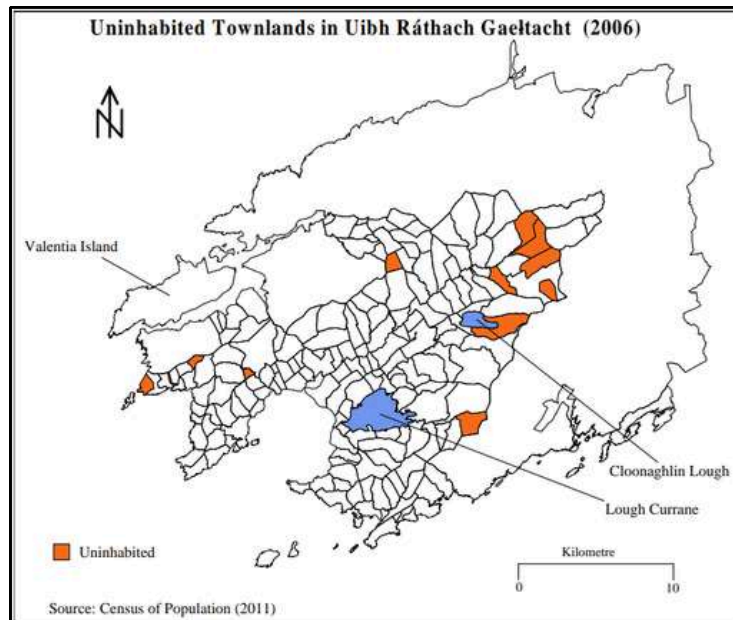 Uninhabited Townlands in Uibh Ráthach Gaełtacht (2006)
N
Valentia Island
Cloonaghlin Lough
Lough Currane
Uninhabited
Kilometre
0 10
Source: Census of Population (2011)